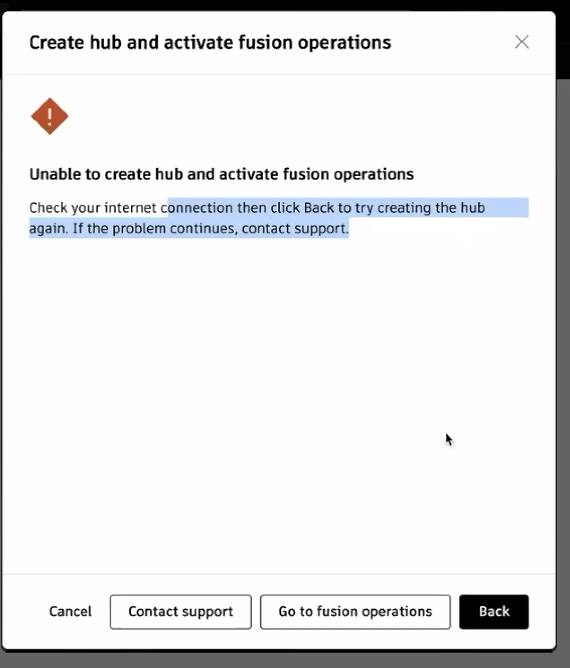 Create hub and activate fusion operations
Unable to create hub and activate fusion operations
Check your internet connection then click Back to try creating the hub
again. If the problem continues, contact support.
Cancel
Contact support
Go to fusion operations
Back